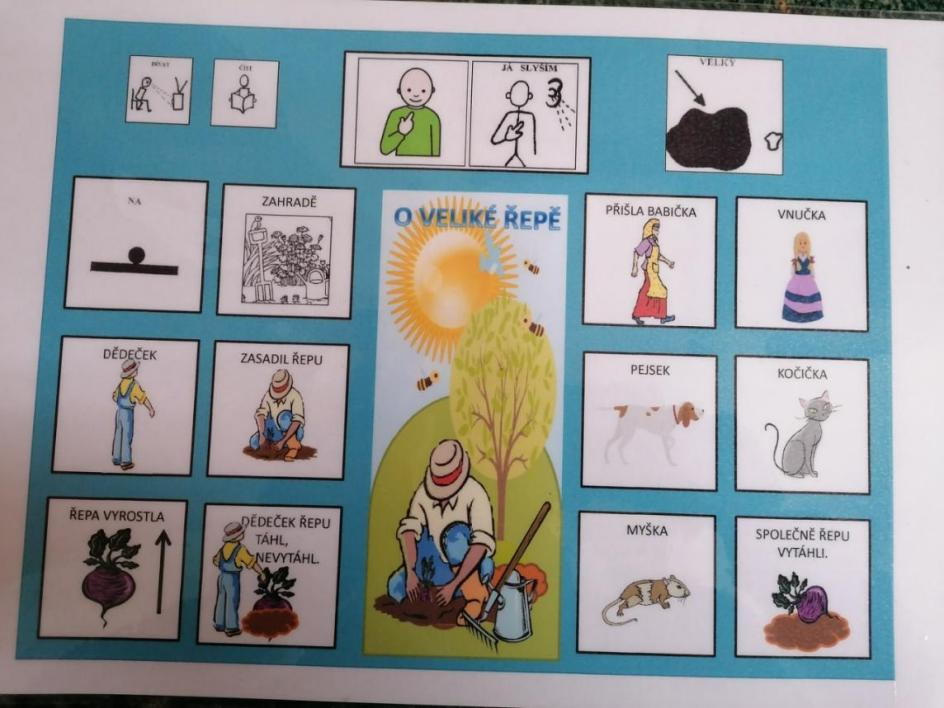 DÍVAT
ČÍST
JÁ SLYŠÍM
VELKÝ
NA
ZAHRADĚ
O VELIKÉ ŘEPĚ
PŘIŠLA BABIČKA
VNUČKA
DĚDEČEK
ZASADIL ŘEPU
PEJSEK
KOČIČKA
ŘEPA VYROSTLA
DĚDEČEK ŘEPU
TÁHL,
NEVYTÁHL.
MYŠKA
SPOLEČNĚ ŘEPU
VYTÁHLI.